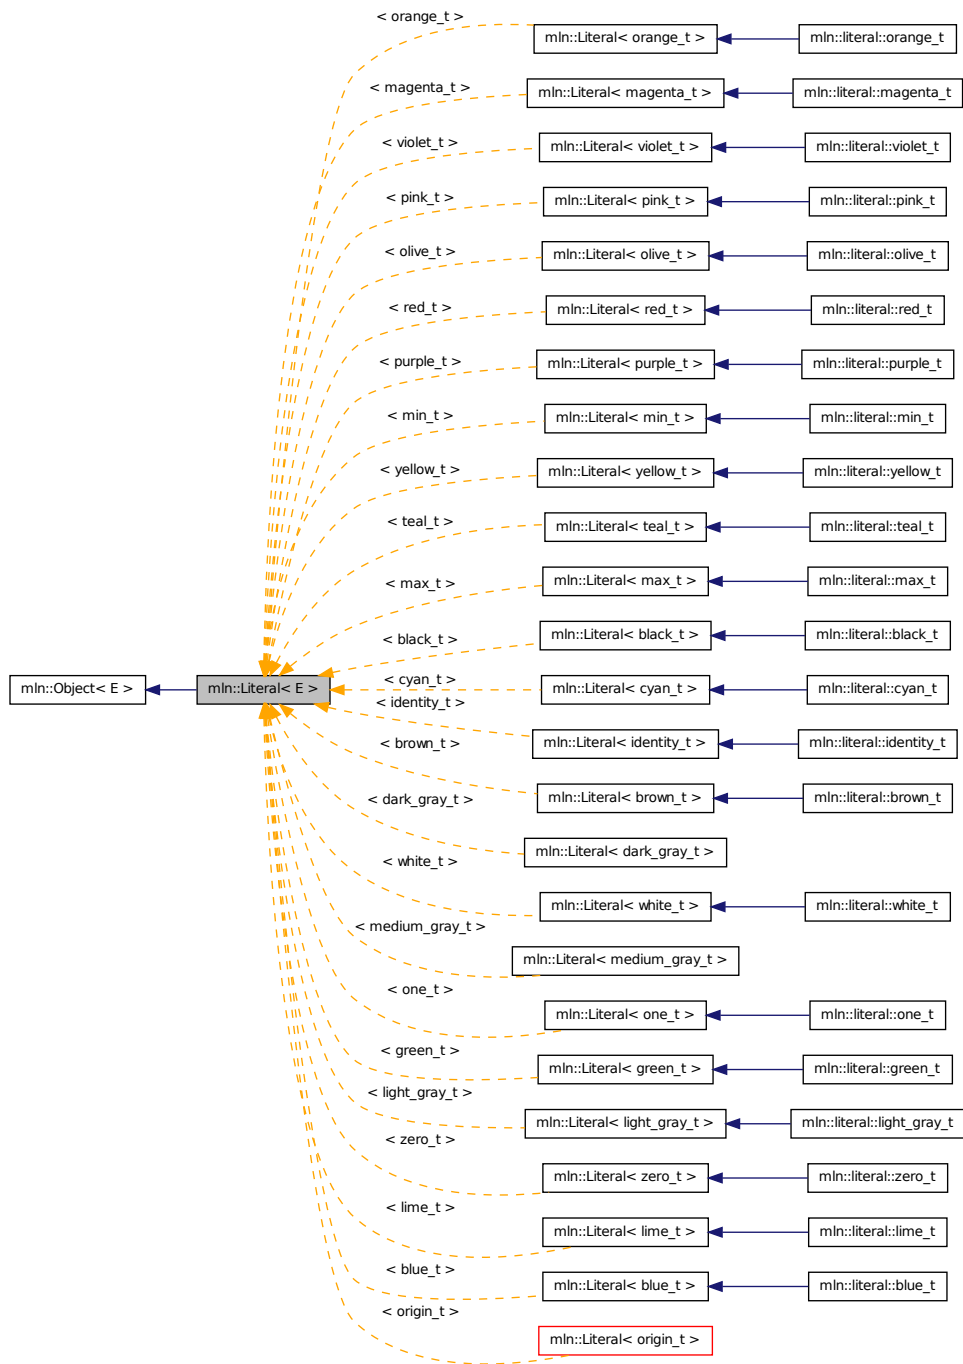 < orange_t >
mln::Literal< orange_t >
mln::literal::orange_t
< magenta_t >
mln::Literal< magenta_t >
mln::literal::magenta_t
< violet_t >
mln::Literal< violet_t >
mln::literal::violet_t
< pink_t >
mln::Literal< pink_t >
mln::literal::pink_t
< olive_t >
mln::Literal< olive_t >
mln::literal::olive_t
< red_t >
mln::Literal< red_t >
mln::literal::red_t
< purple_t >
mln::Literal< purple_t >
mln::literal::purple_t
< min_t >
mln::Literal< min_t >
mln::literal::min_t
< yellow_t >
mln::Literal< yellow_t >
mln::literal::yellow_t
< teal_t >
mln::Literal< teal_t >
mln::literal::teal_t
< max_t >
mln::Literal< max_t >
mln::literal::max_t
< black_t >
mln::Literal< black_t >
mln::literal::black_t
mln::Object< E >
mln::Literal< E >
< cyan_t >
mln::Literal< cyan_t >
mln::literal::cyan_t
< identity_t >
mln::Literal< identity_t >
mln::literal::identity_t
< brown_t >
mln::Literal< brown_t >
mln::literal::brown_t
< dark_gray_t >
mln::Literal< dark_gray_t >
< white_t >
mln::Literal< white_t >
mln::literal::white_t
< medium_gray_t >
mln::Literal< medium_gray_t >
< one_t >
mln::Literal< one_t >
mln::literal::one_t
< green_t >
mln::Literal< green_t >
mln::literal::green_t
< light_gray_t >
mln::Literal< light_gray_t >
mln::literal::light_gray_t
< zero_t >
mln::Literal< zero_t >
mln::literal::zero_t
< lime_t >
mln::Literal< lime_t >
mln::literal::lime_t
< blue_t >
mln::Literal< blue_t >
mln::literal::blue_t
< origin_t >
mln::Literal< origin_t >